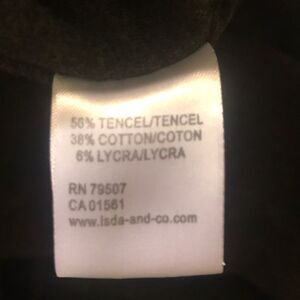 56% TENCEL/TENCEL
38% COTTON/COTON
6% LYCRA/LYCRA
RN 79507
CA 01561
www.isda-and-co.com